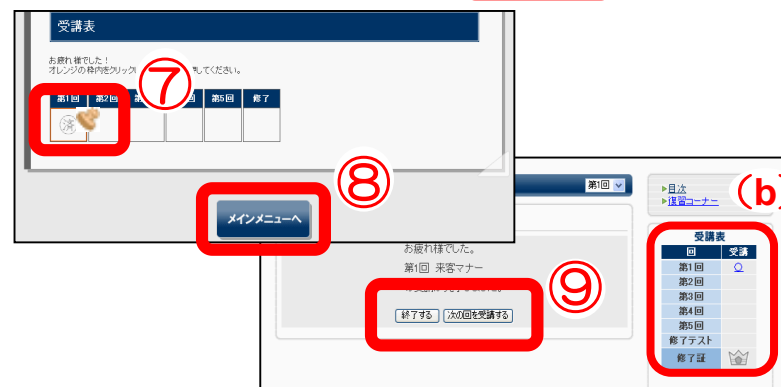 受講表
お疲れ様でした！
オレンジの枠内をクリック してください。
⑦
第1回 第2回 第5回 修了
済
⑧
メインメニューへ
第1回
▶目次
▶復習コーナー
(b)
お疲れ様でした。
第1回 来客マナー
⑨
終了する 次の回を受講する
受講表
回 受講
第1回 ○
第2回
第3回
第4回
第5回
修了テスト
修了証